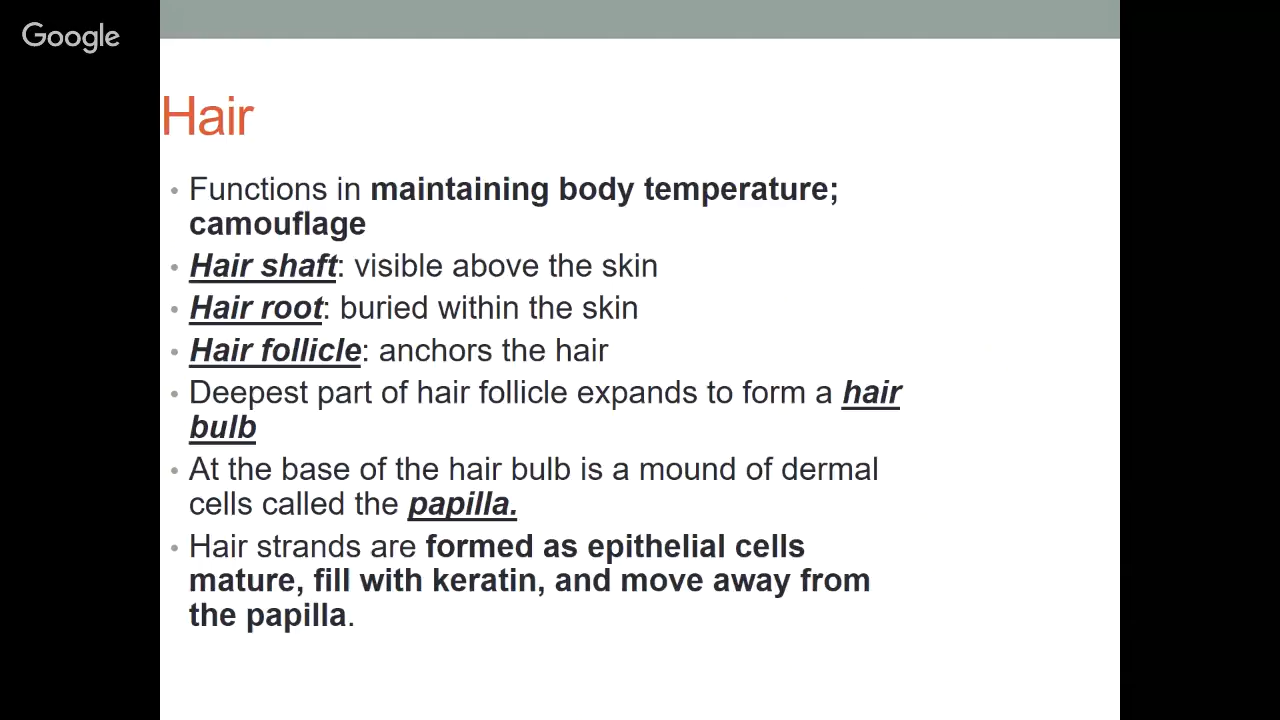 Google
Hair
• Functions in maintaining body temperature;
camouflage
• Hair shaft: visible above the skin
• Hair root: buried within the skin
• Hair follicle: anchors the hair
• Deepest part of hair follicle expands to form a hair
bulb
• At the base of the hair bulb is a mound of dermal
cells called the papilla.
• Hair strands are formed as epithelial cells
mature, fill with keratin, and move away from
the papilla.